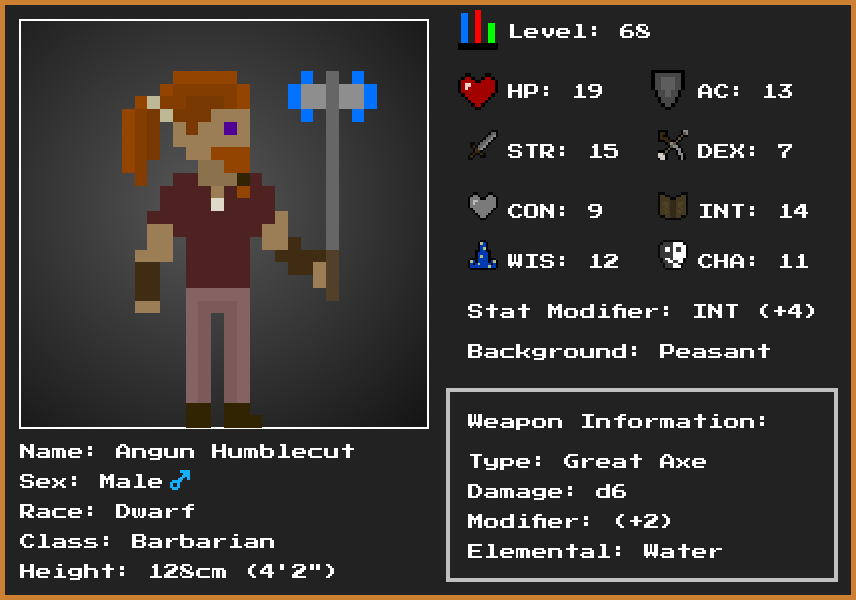 Level: 68
HP: 19
AC: 13
STR: 15
DEX: 7
CON: 9
INT: 14
WIS: 12
CHA: 11
Stat Modifier: INT (+4)
Background: Peasant
Weapon Information:
Type: Great Axe
Damage: d6
Modifier: (+2)
Elemental: Water
Name: Angun Humblecut
Sex: Male ♂
Race: Dwarf
Class: Barbarian
Height: 128cm (4'2")